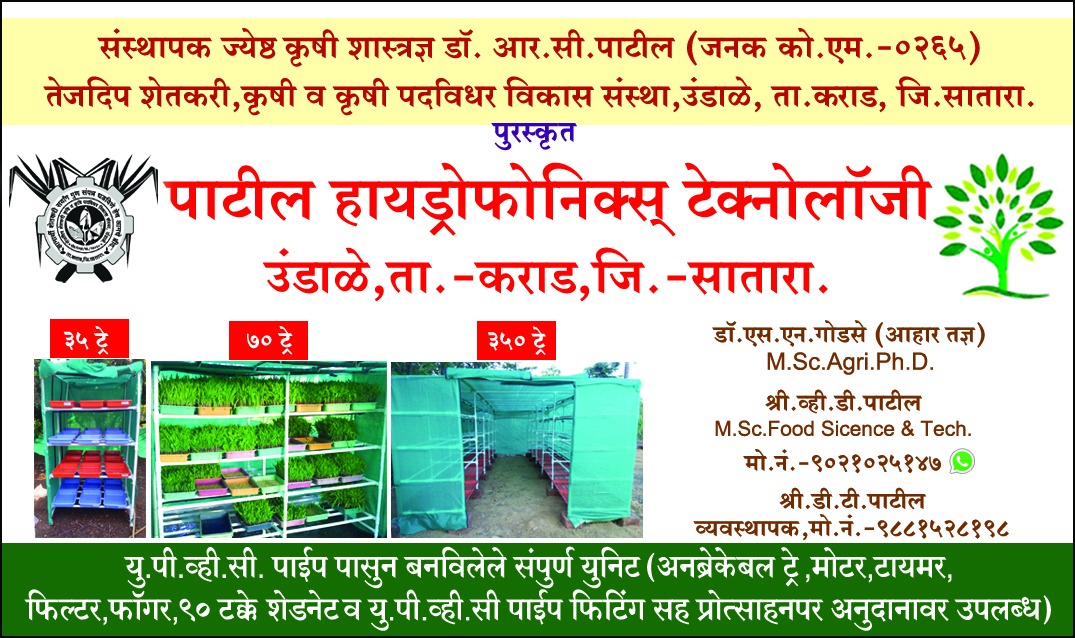 संस्थापक ज्येष्ठ कृषी शास्त्रज्ञ डॉ. आर.सी.पाटील (जनक को.एम.-०२६५)
तेजदिप शेतकरी,कृषी व कृषी पदविधर विकास संस्था,उंडाळे, ता.कराड, जि.सातारा.
पुरस्कृत
पाटील हायड्रोफोनिक्स् टेक्नोलॉजी
उंडाळे,ता.-कराड,जि.-सातारा.
३५ ट्रे
७० ट्रे
३५० ट्रे
डॉ.एस.एन.गोडसे (आहार तज्ञ)
M.Sc.Agri.Ph.D.
श्री.व्ही.डी.पाटील
M.Sc.Food Sicence & Tech.
मो.नं.-९०२१०२५१४७
श्री.डी.टी.पाटील
व्यवस्थापक,मो.नं.-९८८१५२८१९८
यु.पी.व्ही.सी. पाईप पासुन बनविलेले संपुर्ण युनिट (अनब्रेकेबल ट्रे ,मोटर,टायमर,
फिल्टर,फॉगर,९० टक्के शेडनेट व यु.पी.व्ही.सी पाईप फिटिंग सह प्रोत्साहनपर अनुदानावर उपलब्ध)